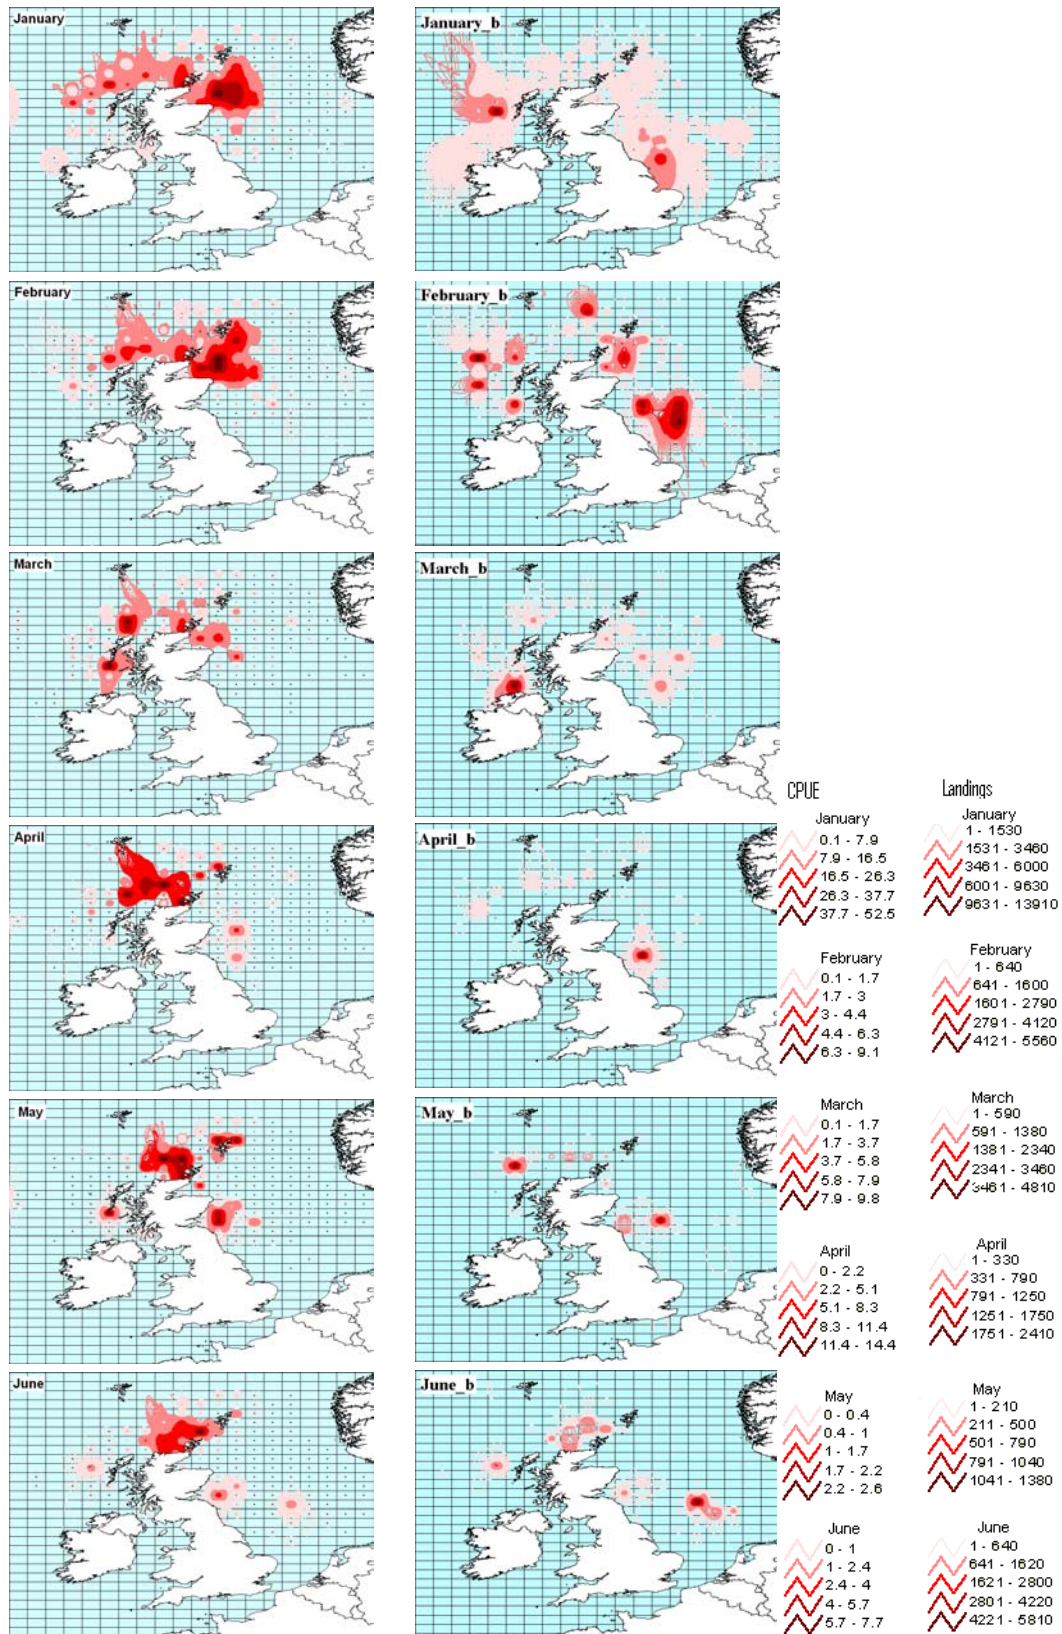 January
January_b
February
February_b
March
March_b
CPUE
Landings
January
0.1 - 7.9
7.9 - 16.5
16.5 - 26.3
26.3 - 37.7
37.7 - 52.5
January
1 - 1530
1531 - 3460
3461 - 6000
6001 - 9630
9631 - 13910
April
April_b
February
0.1 - 1.7
1.7 - 3
3 - 4.4
4.4 - 6.3
6.3 - 9.1
February
1 - 640
641 - 1600
1601 - 2790
2791 - 4120
4121 - 5560
May
May_b
March
0.1 - 1.7
1.7 - 3.7
3.7 - 5.8
5.8 - 7.9
7.9 - 9.8
March
1 - 590
591 - 1380
1381 - 2340
2341 - 3460
3461 - 4810
April
0 - 2.2
2.2 - 5.1
5.1 - 8.3
8.3 - 11.4
11.4 - 14.4
April
1 - 330
331 - 790
791 - 1250
1251 - 1750
1751 - 2410
June
June_b
May
0 - 0.4
0.4 - 1
1 - 1.7
1.7 - 2.2
2.2 - 2.6
May
1 - 210
211 - 500
501 - 790
791 - 1040
1041 - 1380
June
0 - 1
1 - 2.4
2.4 - 4
4 - 5.7
5.7 - 7.7
June
1 - 640
641 - 1620
1621 - 2800
2801 - 4220
4221 - 5810